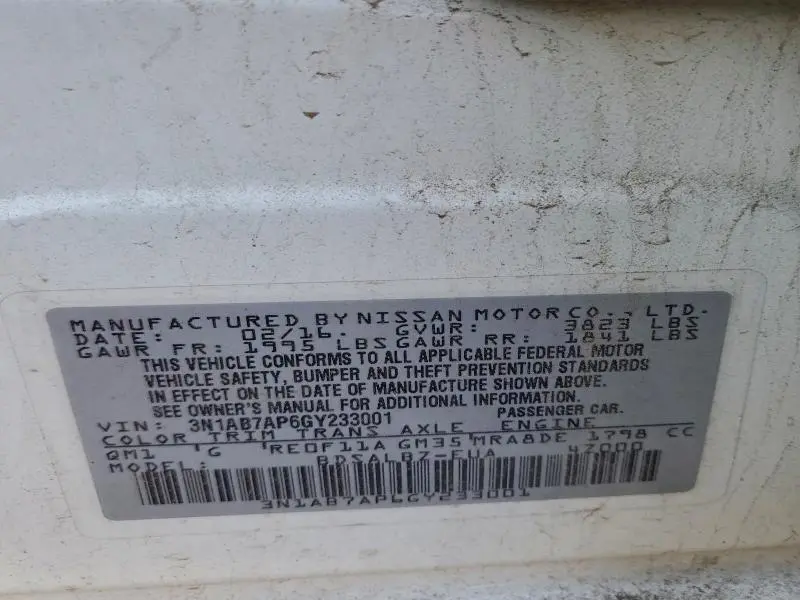 MANUFACTURED BY NISSAN MOTOR CO., LTD.
DATE: 02/16. GVWR: 3823 LBS
GAWR FR: 1995 LBS GAWR RR: 1841 LBS
THIS VEHICLE CONFORMS TO ALL APPLICABLE FEDERAL MOTOR
VEHICLE SAFETY, BUMPER AND THEFT PREVENTION STANDARDS
IN EFFECT ON THE DATE OF MANUFACTURE SHOWN ABOVE.
SEE OWNER'S MANUAL FOR ADDITIONAL INFORMATION.
VIN: 3N1AB7AP6GY233001 PASSENGER CAR.
COLOR TRIM TRANS AXLE ENGINE
QM1 G RE0F11A GM35 MRA8DE 1798 CC
MODEL: BDSALB7-EUA 47000
3N1AB7AP6GY233001